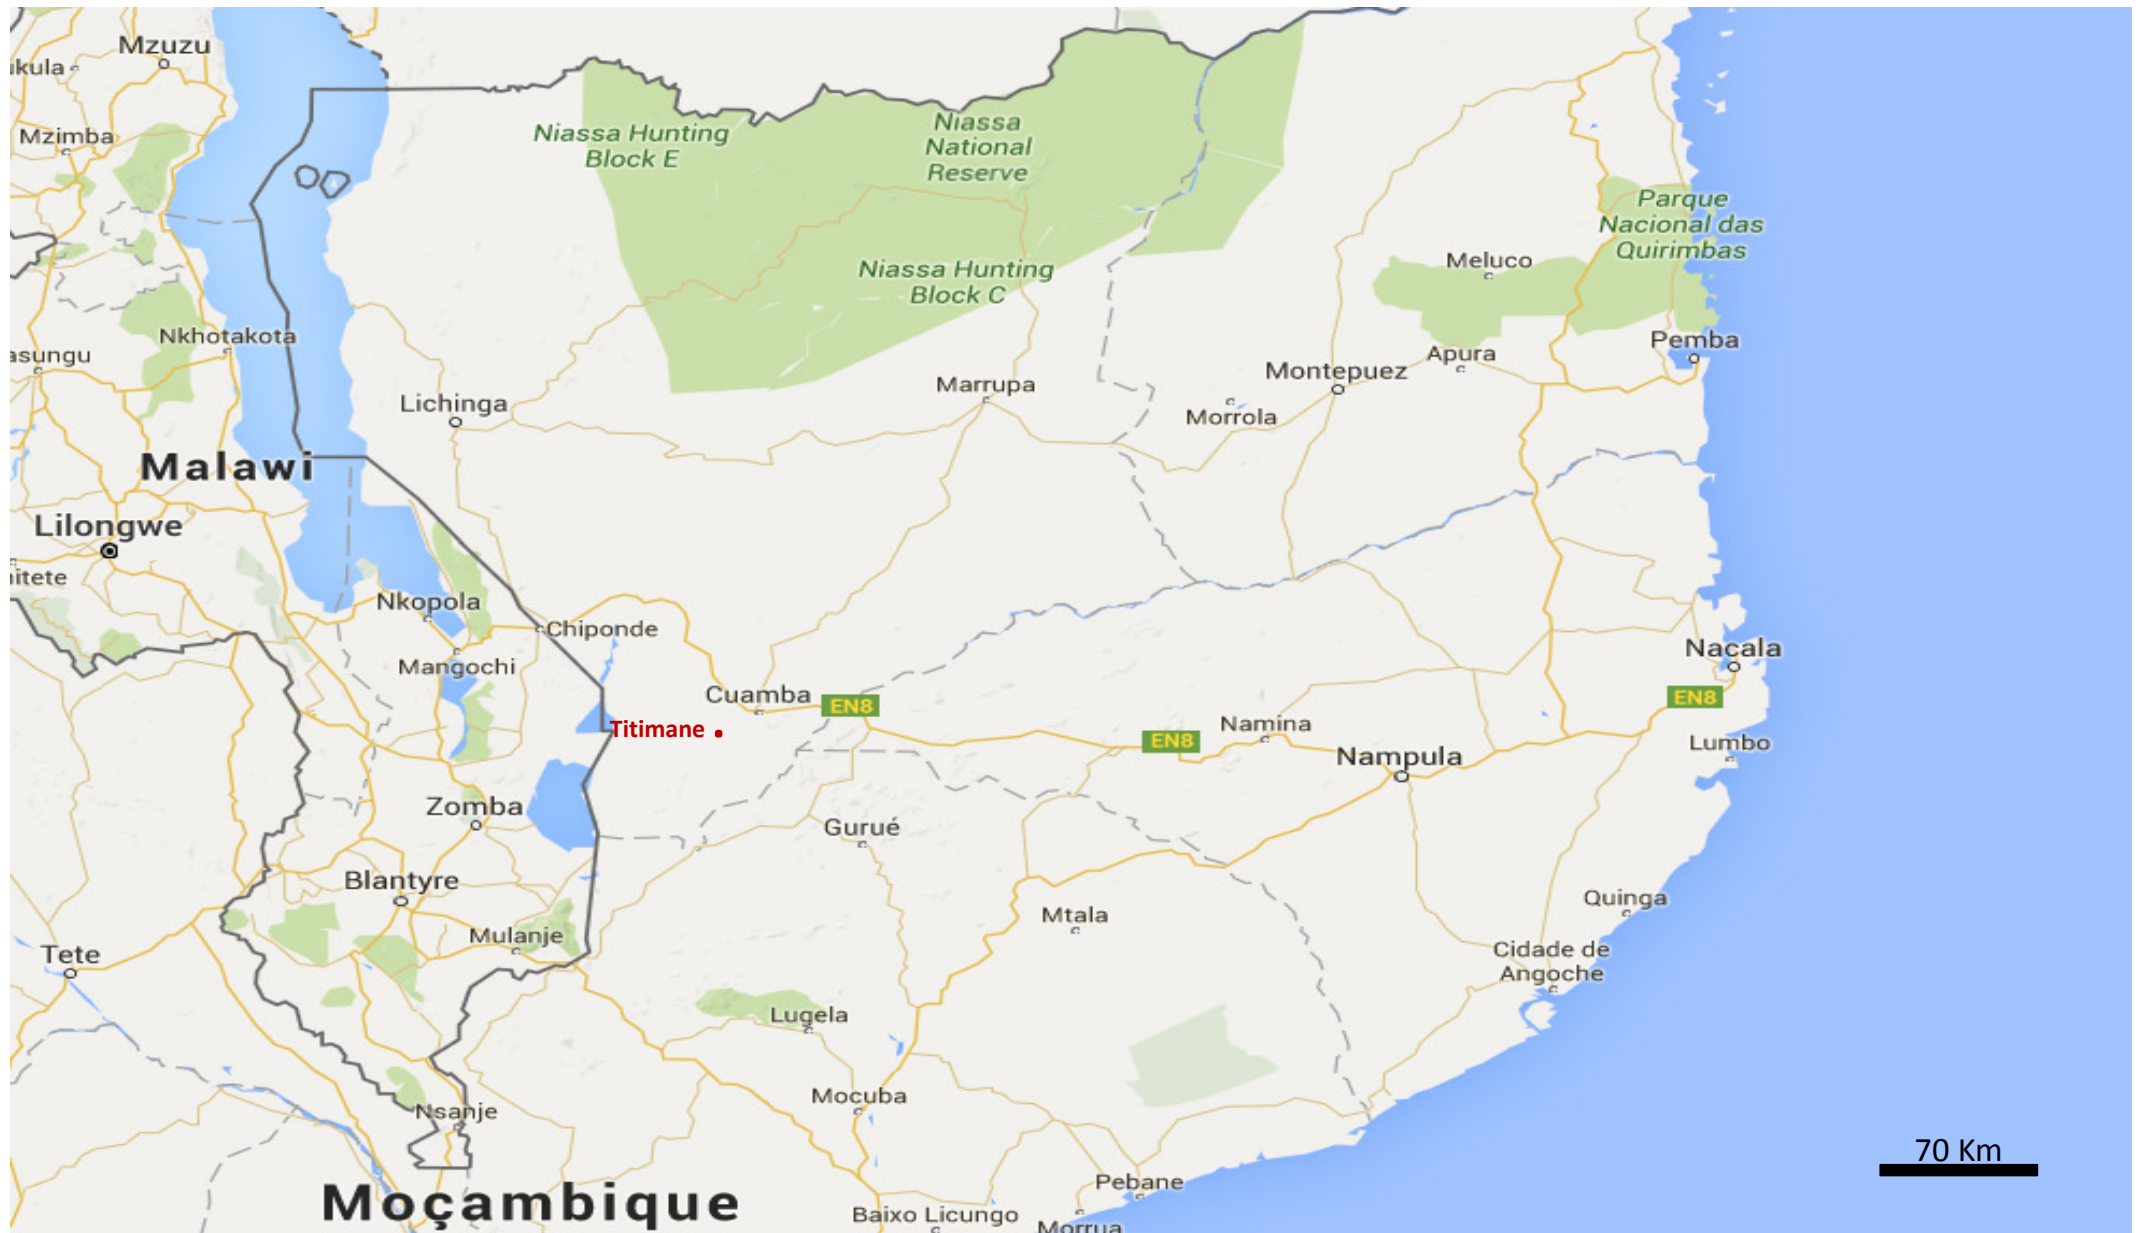 Mzuzu
ikula
Mzimba
Niassa Hunting
Block E
Niassa
National
Reserve
Parque
Nacional das
Quirimbas
Niassa Hunting
Block C
Meluco
Nkhotakota
asungu
Pemba
Apura
Montepuez
Marrupa
Lichinga
Morrola
Malawi
Lilongwe
itete
Nkopola
Chiponde
Mangochi
Nacala
Cuamba
EN8
EN8
Titimane
Namina
EN8
Lumbo
Nampula
Zomba
Gurué
Blantyre
Quinga
Mtala
Mulanje
Tete
Cidade de
Angoche
Lugela
Mocuba
Nsanje
70 Km
Pebane
Moçambique
Baixo Licungo
Morrua